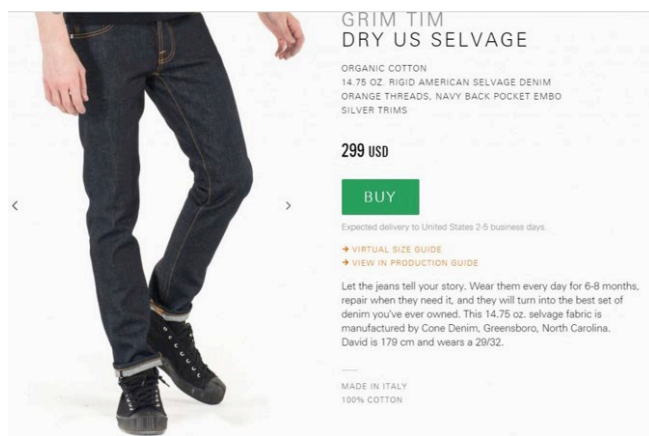 GRIM TIM
DRY US SELVAGE
ORGANIC COTTON
14.75 OZ. RIGID AMERICAN SELVAGE DENIM
ORANGE THREADS, NAVY BACK POCKET EMBO
SILVER TRIMS
299 USD
BUY
Expected delivery to United States 2-5 business days.
→ VIRTUAL SIZE GUIDE
→ VIEW IN PRODUCTION GUIDE
Let the jeans tell your story. Wear them every day for 6-8 months,
repair when they need it, and they will turn into the best set of
denim you've ever owned. This 14.75 oz. selvage fabric is
manufactured by Cone Denim, Greensboro, North Carolina.
David is 179 cm and wears a 29/32.
MADE IN ITALY
100% COTTON